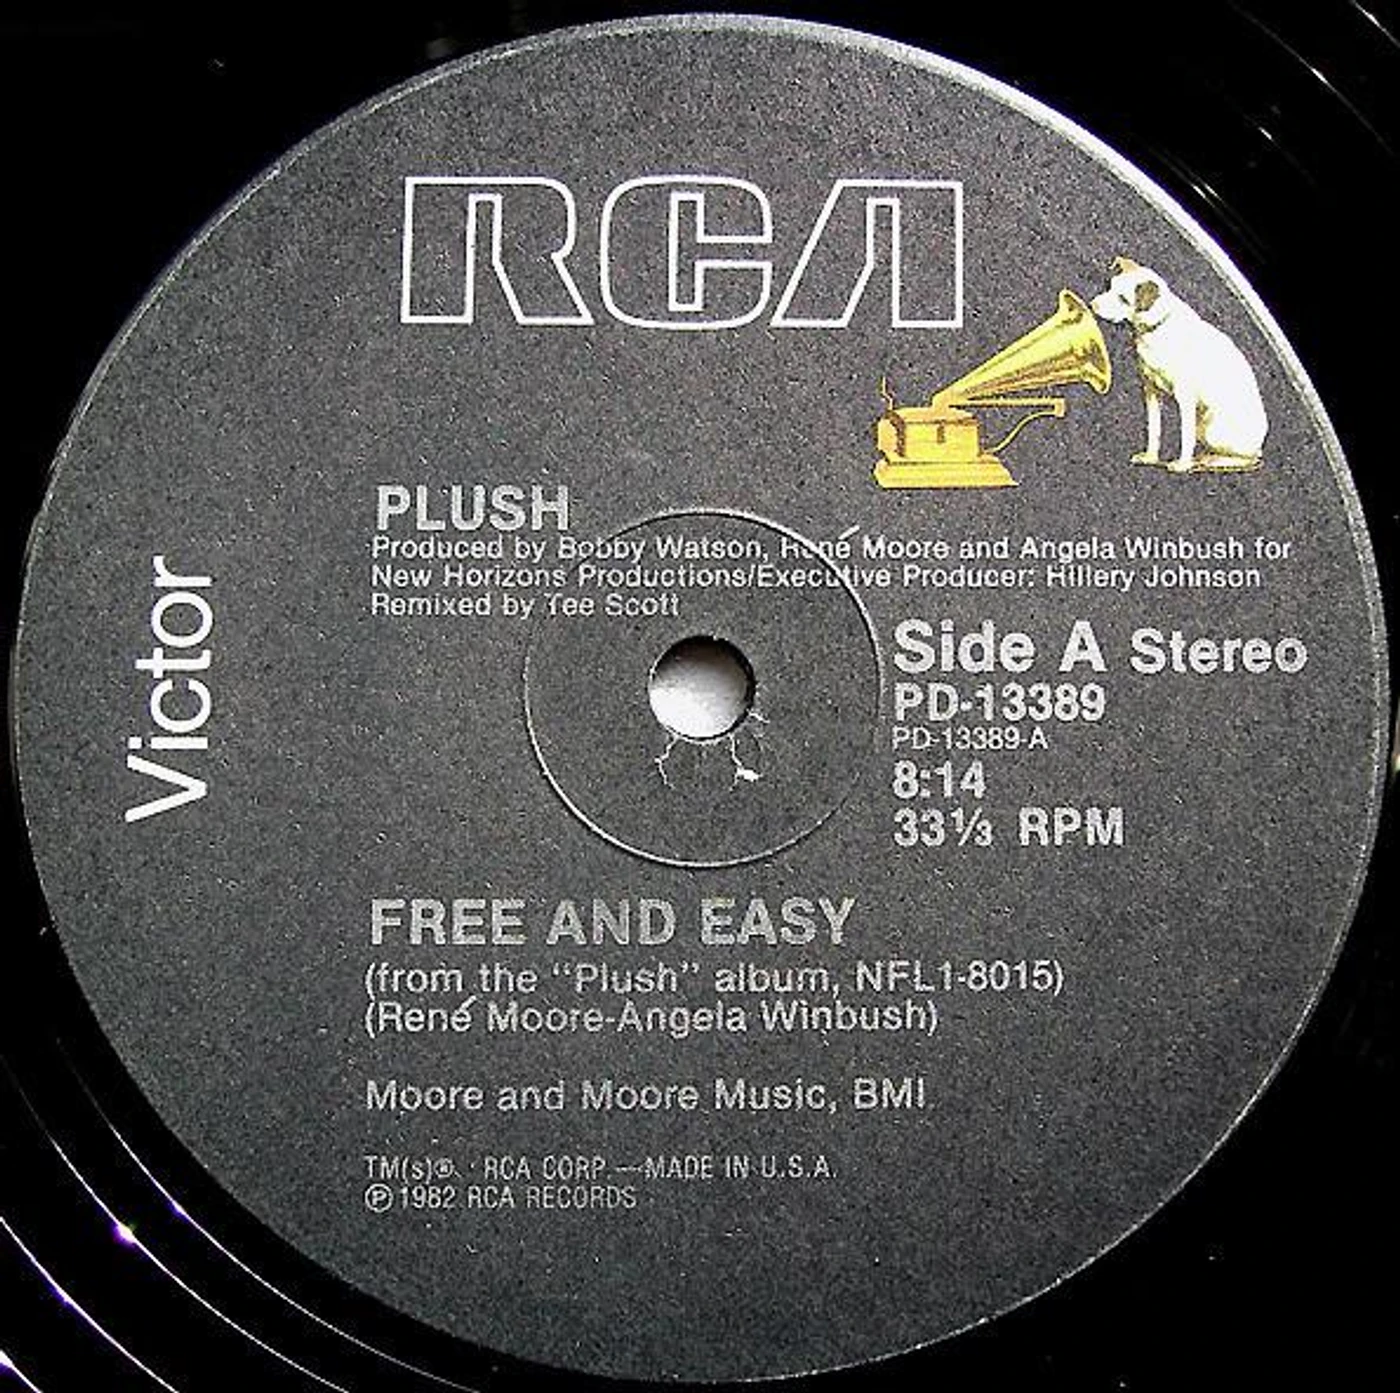 RCA
Victor
PLUSH
Produced by Bobby Watson, René Moore and Angela Winbush for
New Horizons Productions/Executive Producer: Hillery Johnson
Remixed by Tee Scott
Side A Stereo
PD-13389
PD-13389-A
8:14
33⅓ RPM
FREE AND EASY
(from the “Plush” album, NFL1-8015)
(René Moore-Angela Winbush)
Moore and Moore Music, BMI
TM(s)® RCA CORP.—MADE IN U.S.A.
℗ 1982 RCA RECORDS